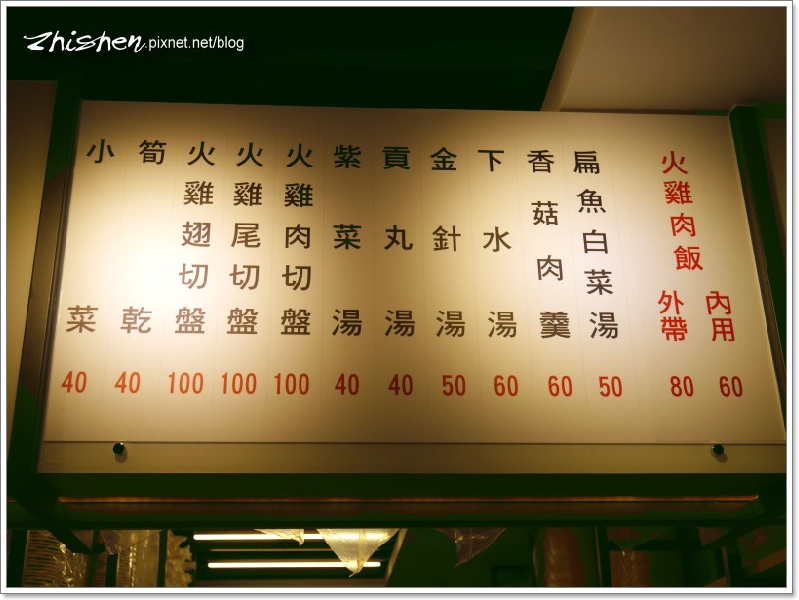 zhishen.pixnet.net/blog
火雞肉飯
內用 60
外帶 80
扁魚白菜湯 50
香菇肉羹 60
下水湯 60
金針湯 50
貢丸湯 40
紫菜湯 40
火雞肉切盤 100
火雞尾切盤 100
火雞翅切盤 100
筍乾 40
小菜 40